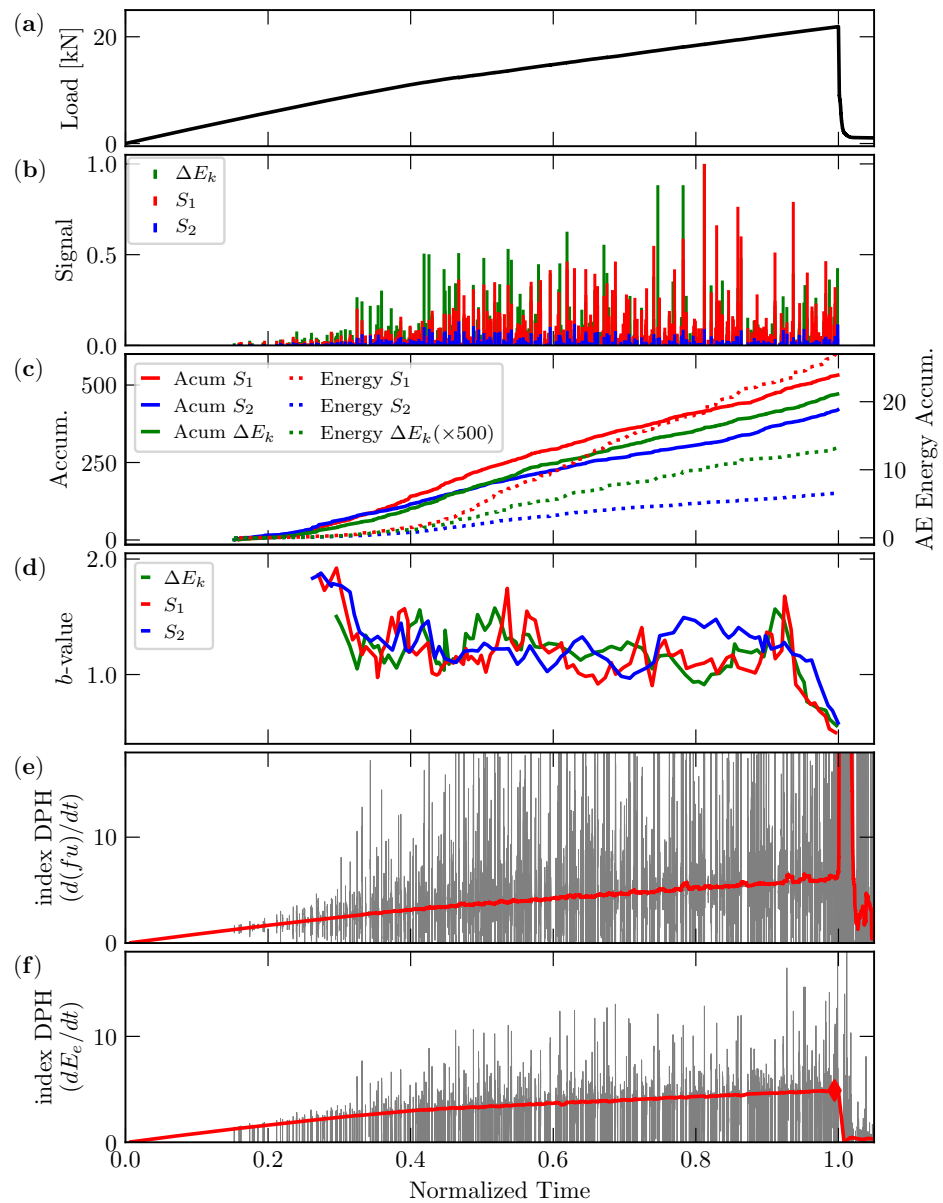 (a)
Load [kN]
20
0
(b)
Signal
1.0
0.5
0.0
ΔE_k
S_1
S_2
(c)
Accum.
500
250
0
Acum S_1
Acum S_2
Acum ΔE_k
Energy S_1
Energy S_2
Energy ΔE_k(×500)
20
10
0
AE Energy Accum.
(d)
b-value
2.0
1.0
ΔE_k
S_1
S_2
(e)
index DPH
(d(fu)/dt)
10
0
(f)
index DPH
(dE_e/dt)
10
0
0.0 0.2 0.4 0.6 0.8 1.0
Normalized Time